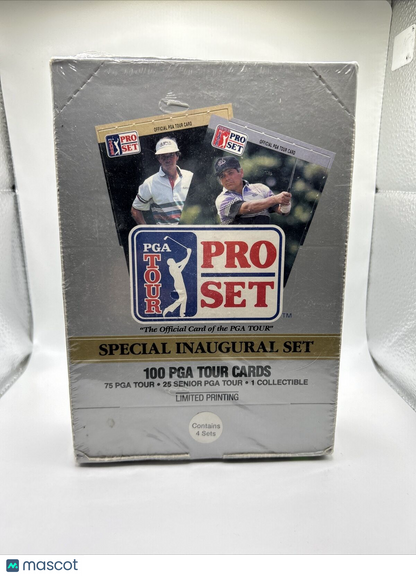 OFFICIAL PGA TOUR CARD
PRO
SET
OFFICIAL PGA TOUR CARD
PRO
SET
PGA
TOUR
PRO
SET
TM
"The Official Card of the PGA TOUR"
SPECIAL INAUGURAL SET
100 PGA TOUR CARDS
75 PGA TOUR • 25 SENIOR PGA TOUR • 1 COLLECTIBLE
LIMITED PRINTING
Contains
4 Sets
mascot